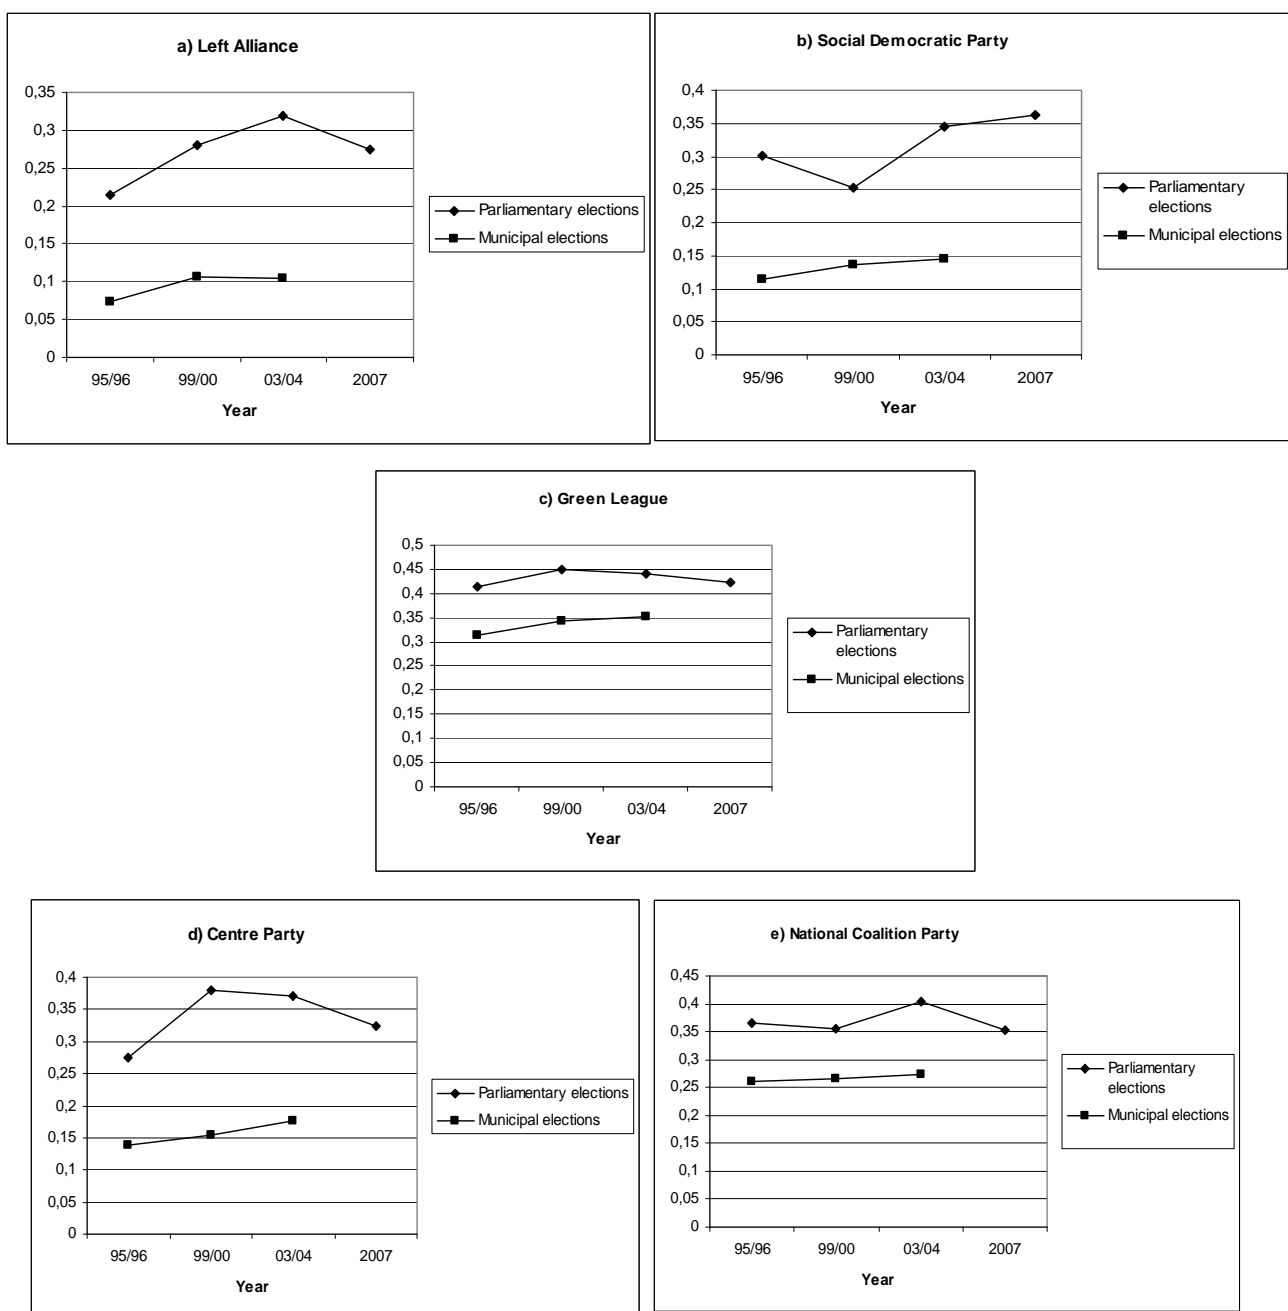 a) Left Alliance
0,35
0,3
0,25
0,2
0,15
0,1
0,05
0
95/96 99/00 03/04 2007
Year
Parliamentary elections
Municipal elections
b) Social Democratic Party
0,4
0,35
0,3
0,25
0,2
0,15
0,1
0,05
0
95/96 99/00 03/04 2007
Year
Parliamentary
elections
Municipal elections
c) Green League
0,5
0,45
0,4
0,35
0,3
0,25
0,2
0,15
0,1
0,05
0
95/96 99/00 03/04 2007
Year
Parliamentary
elections
Municipal elections
d) Centre Party
0,4
0,35
0,3
0,25
0,2
0,15
0,1
0,05
0
95/96 99/00 03/04 2007
Year
Parliamentary elections
Municipal elections
e) National Coalition Party
0,45
0,4
0,35
0,3
0,25
0,2
0,15
0,1
0,05
0
95/96 99/00 03/04 2007
Year
Parliamentary
elections
Municipal elections